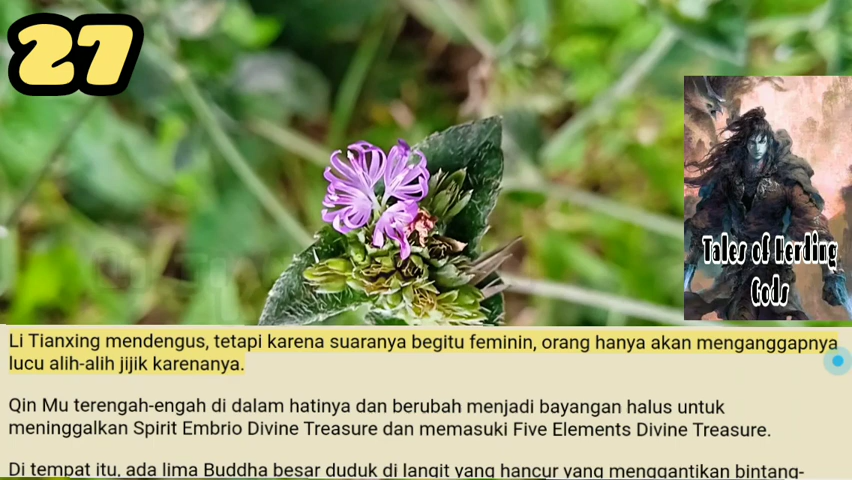 27
Tales of Herding
Gods
Li Tianxing mendengus, tetapi karena suaranya begitu feminin, orang hanya akan menganggapnya
lucu alih-alih jijik karenanya.
Qin Mu terengah-engah di dalam hatinya dan berubah menjadi bayangan halus untuk
meninggalkan Spirit Embrio Divine Treasure dan memasuki Five Elements Divine Treasure.
Di tempat itu, ada lima Buddha besar duduk di langit yang hancur yang menggantikan bintang-